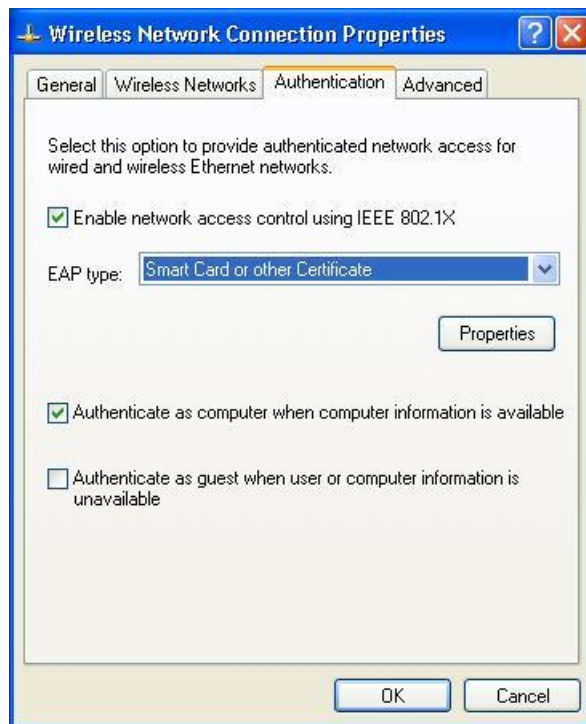 Wireless Network Connection Properties
General Wireless Networks Authentication Advanced
Select this option to provide authenticated network access for
wired and wireless Ethernet networks.
Enable network access control using IEEE 802.1X
EAP type: Smart Card or other Certificate
Properties
Authenticate as computer when computer information is available
Authenticate as guest when user or computer information is
unavailable
OK Cancel